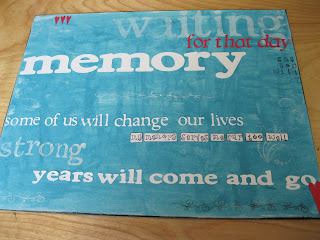 waiting
for that day
memory
some of us will change our lives
strong
years will come and go